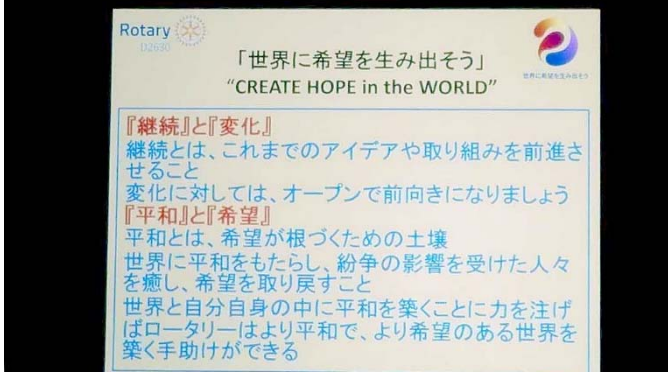 Rotary
D2630
「世界に希望を生み出そう」
“CREATE HOPE in the WORLD”
世界に希望を生み出そう
『継続』と『変化』
継続とは、これまでのアイデアや取り組みを前進さ
せること
変化に対しては、オープンで前向きになりましょう
『平和』と『希望』
平和とは、希望が根づくための土壌
世界に平和をもたらし、紛争の影響を受けた人々
を癒し、希望を取り戻すこと
世界と自分自身の中に平和を築くことに力を注げ
ばロータリーはより平和で、より希望のある世界を
築く手助けができる